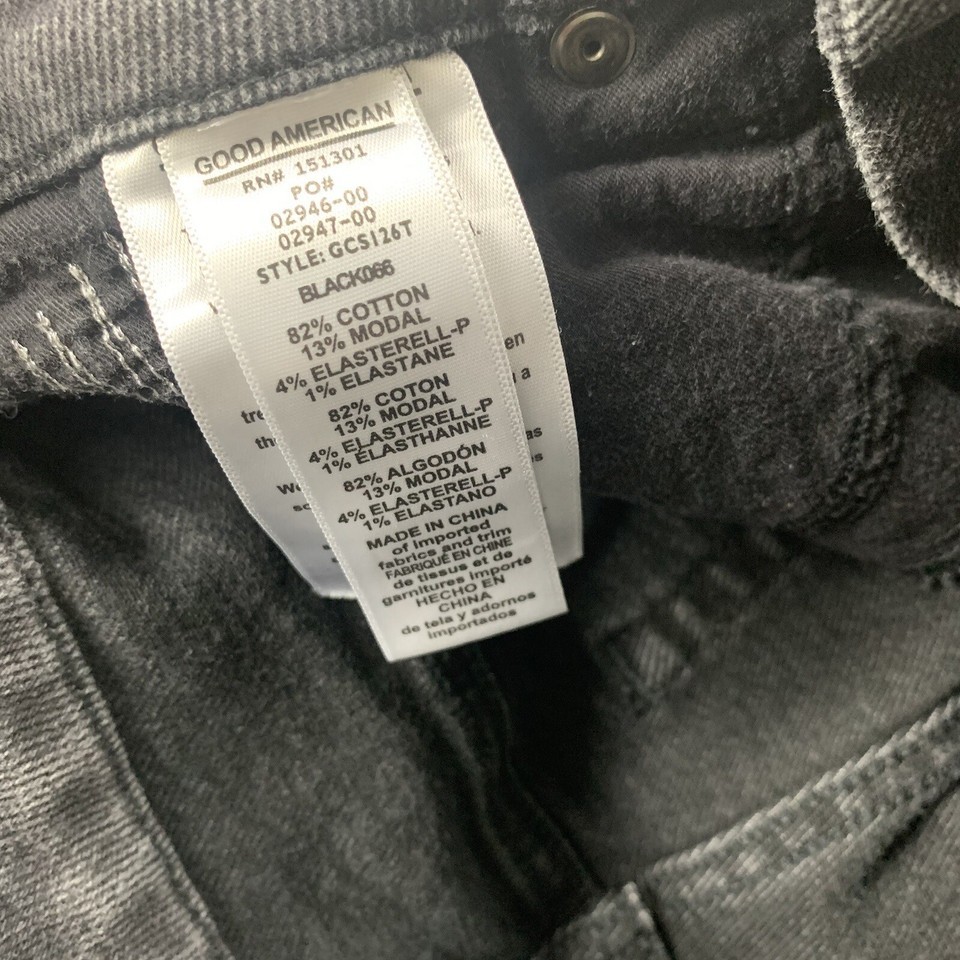 GOOD AMERICAN
RN# 151301
PO#
02946-00
02947-00
STYLE: GCS126T
BLACK066
82% COTTON
13% MODAL
4% ELASTERELL-P
1% ELASTANE
82% COTON
13% MODAL
4% ELASTERELL-P
1% ÉLASTHANNE
82% ALGODÓN
13% MODAL
4% ELASTERELL-P
1% ELASTANO
MADE IN CHINA
of imported
fabrics and trim
FABRIQUÉ EN CHINE
de tissus et de
garnitures importé
HECHO EN
CHINA
de tela y adornos
importados